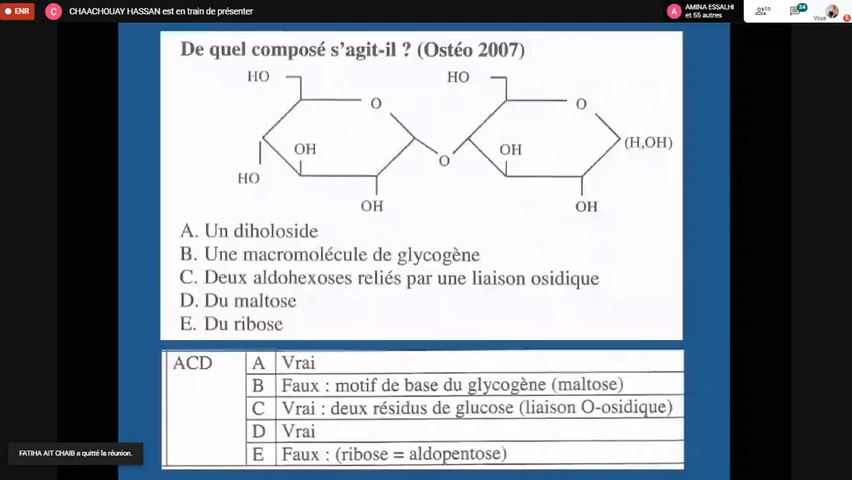 ENR
C
CHAACHOUAY HASSAN est en train de présenter
A
AMINA ESSALHI
et 55 autres
24
Vous
De quel composé s'agit-il ? (Ostéo 2007)
HO
HO
O
O
OH
OH
(H,OH)
O
HO
OH
OH
A. Un diholoside
B. Une macromolécule de glycogène
C. Deux aldohexoses reliés par une liaison osidique
D. Du maltose
E. Du ribose
ACD
A Vrai
B Faux : motif de base du glycogène (maltose)
C Vrai : deux résidus de glucose (liaison O-osidique)
D Vrai
E Faux : (ribose = aldopentose)
FATIHA AIT CHAIB a quitté la réunion.